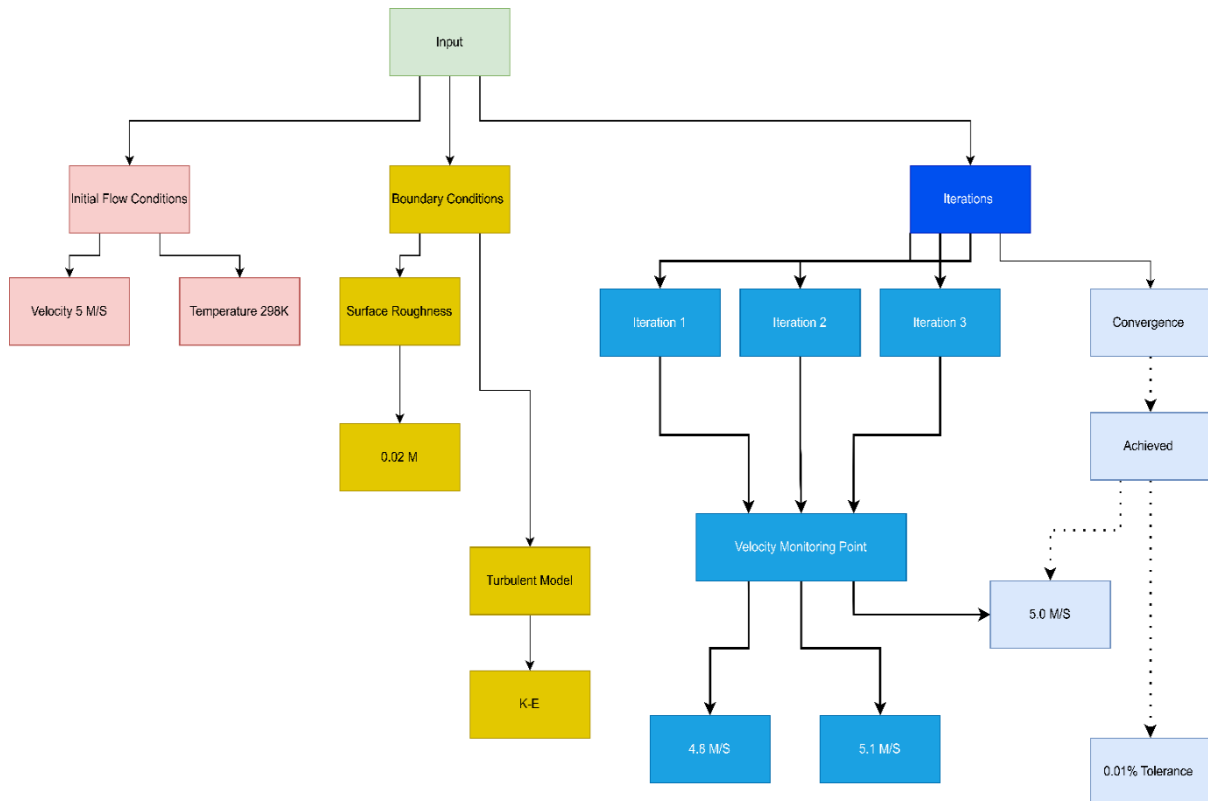 Input
Initial Flow Conditions
Boundary Conditions
Iterations
Velocity 5 M/S
Temperature 298K
Surface Roughness
Iteration 1
Iteration 2
Iteration 3
Convergence
0.02 M
Achieved
Velocity Monitoring Point
Turbulent Model
5.0 M/S
K-E
4.8 M/S
5.1 M/S
0.01% Tolerance